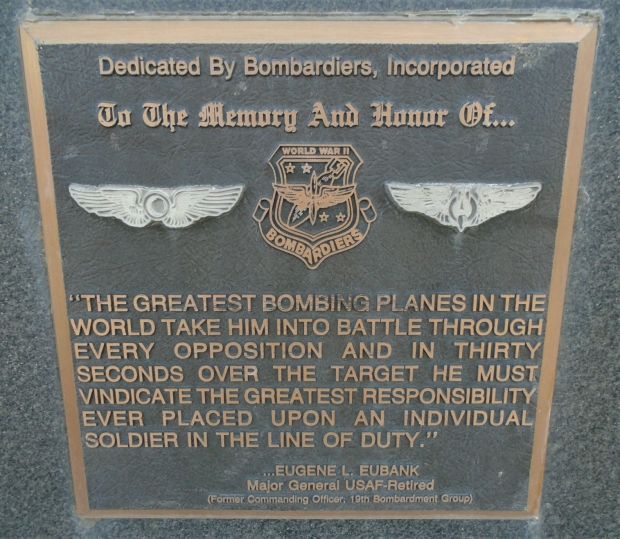 Dedicated By Bombardiers, Incorporated
To The Memory And Honor Of...
WORLD WAR II
BOMBARDIERS
"THE GREATEST BOMBING PLANES IN THE
WORLD TAKE HIM INTO BATTLE THROUGH
EVERY OPPOSITION AND IN THIRTY
SECONDS OVER THE TARGET HE MUST
VINDICATE THE GREATEST RESPONSIBILITY
EVER PLACED UPON AN INDIVIDUAL
SOLDIER IN THE LINE OF DUTY."
...EUGENE L. EUBANK
Major General USAF-Retired
(Former Commanding Officer, 19th Bombardment Group)